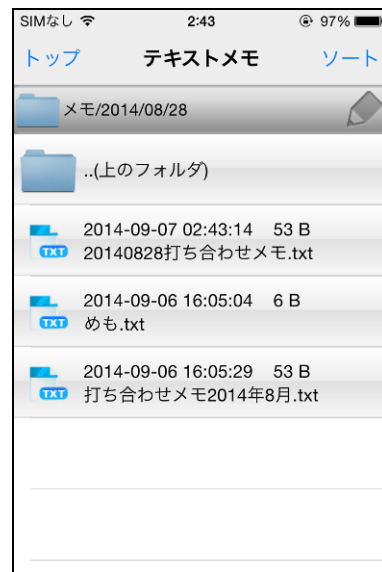 SIMなし 2:43 97%
トップ テキストメモ ソート
メモ/2014/08/28
..(上のフォルダ)
2014-09-07 02:43:14 53 B
TXT 20140828打ち合わせメモ.txt
2014-09-06 16:05:04 6 B
TXT めも.txt
2014-09-06 16:05:29 53 B
TXT 打ち合わせメモ2014年8月.txt